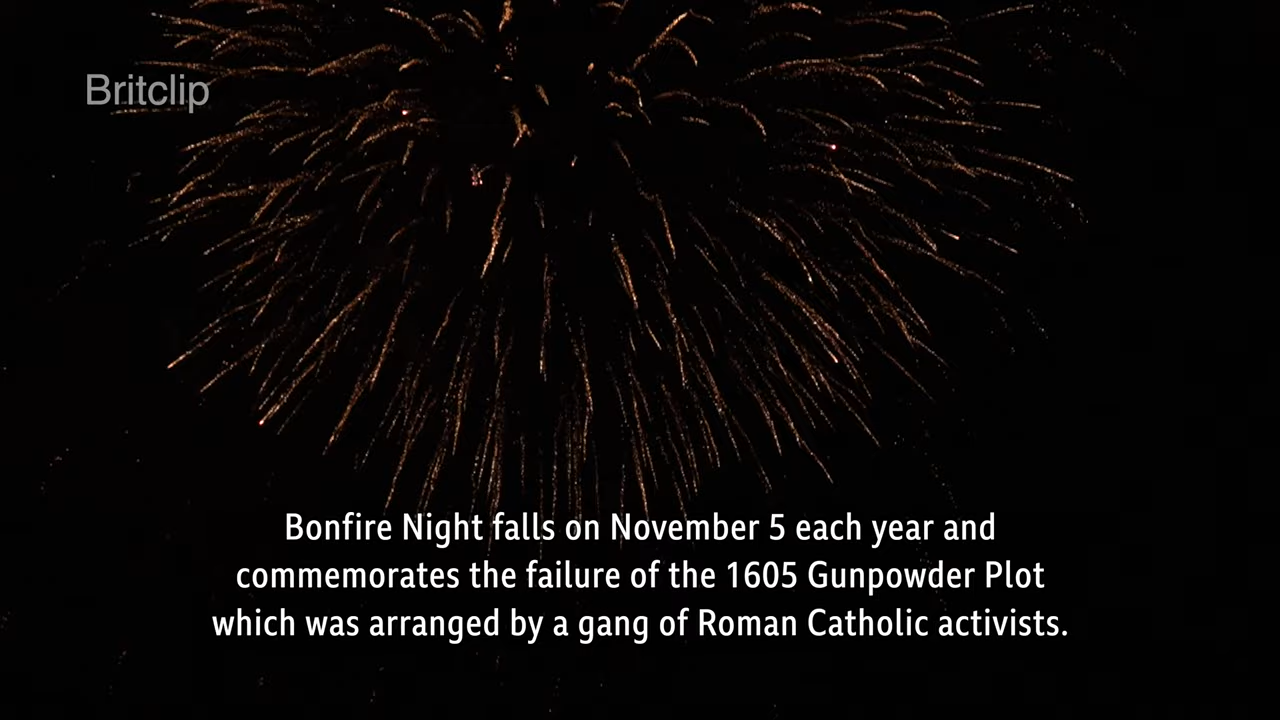 Britclip
Bonfire Night falls on November 5 each year and
commemorates the failure of the 1605 Gunpowder Plot
which was arranged by a gang of Roman Catholic activists.